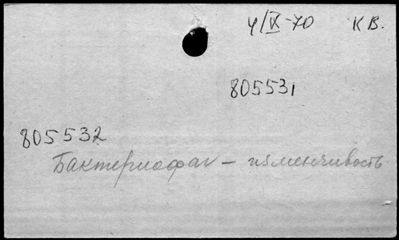 4/IX-70 КВ.
805531
805532
Бактериофаг – изменчивость